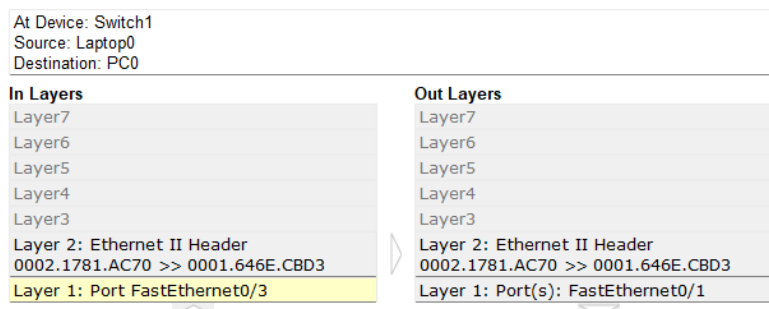 At Device: Switch1
Source: Laptop0
Destination: PC0
In Layers
Layer7
Layer6
Layer5
Layer4
Layer3
Layer 2: Ethernet II Header
0002.1781.AC70 >> 0001.646E.CBD3
Layer 1: Port FastEthernet0/3
Out Layers
Layer7
Layer6
Layer5
Layer4
Layer3
Layer 2: Ethernet II Header
0002.1781.AC70 >> 0001.646E.CBD3
Layer 1: Port(s): FastEthernet0/1